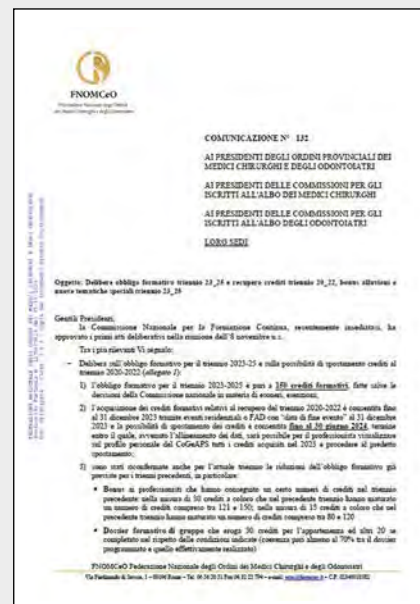 FNOMCeO
Federazione Nazionale degli Ordini
dei Medici Chirurghi e degli Odontoiatri
COMUNICAZIONE N° 132
AI PRESIDENTI DEGLI ORDINI PROVINCIALI DEI
MEDICI CHIRURGHI E DEGLI ODONTOIATRI
AI PRESIDENTI DELLE COMMISSIONI PER GLI
ISCRITTI ALL'ALBO DEI MEDICI CHIRURGHI
AI PRESIDENTI DELLE COMMISSIONI PER GLI
ISCRITTI ALL'ALBO DEGLI ODONTOIATRI
LORO SEDI
Oggetto: Delibera obbligo formativo triennio 23_25 e recupero crediti triennio 20_22, bonus alluvioni e
nuove tematiche speciali triennio 23_25
Gentili Presidenti,
la Commissione Nazionale per la Formazione Continua, recentemente insediatasi, ha
approvato i primi atti deliberativi nella riunione dell'8 novembre u.s.
Tra i più rilevanti Vi segnalo:
– Delibera sull'obbligo formativo per il triennio 2023-25 e sulla possibilità di spostamento crediti al
triennio 2020-2022 (allegato 1):
1) l'obbligo formativo per il triennio 2023-2025 è pari a 150 crediti formativi, fatte salve le
decisioni della Commissione nazionale in materia di esoneri, esenzioni;
2) l'acquisizione dei crediti formativi relativi al recupero del triennio 2020-2022 è consentita fino
al 31 dicembre 2023 tramite eventi residenziali o FAD con "data di fine evento" al 31 dicembre
2023 e la possibilità di spostamento dei crediti è consentita fino al 30 giugno 2024, termine
entro il quale, avvenuto l'allineamento dei dati, sarà possibile per il professionista visualizzare
sul profilo personale del CoGeAPS tutti i crediti acquisiti nel 2023 e procedere al predetto
spostamento;
3) sono stati riconfermate anche per l'attuale triennio le riduzioni dell'obbligo formativo già
previste per i trienni precedenti, in particolare:
• Bonus ai professionisti che hanno conseguito un certo numero di crediti nel triennio
precedente: nella misura di 30 crediti a coloro che nel precedente triennio hanno maturato
un numero di crediti compreso tra 121 e 150; nella misura di 15 crediti a coloro che nel
precedente triennio hanno maturato un numero di crediti compreso tra 80 e 120
• Dossier formativo di gruppo che eroga 30 crediti per l'appartenenza ed altri 20 se
completato nel rispetto delle condizioni indicate (coerenza pari almeno al 70% tra il dossier
programmato e quello effettivamente realizzato)
FNOMCeO Federazione Nazionale degli Ordini dei Medici Chirurghi e degli Odontoiatri